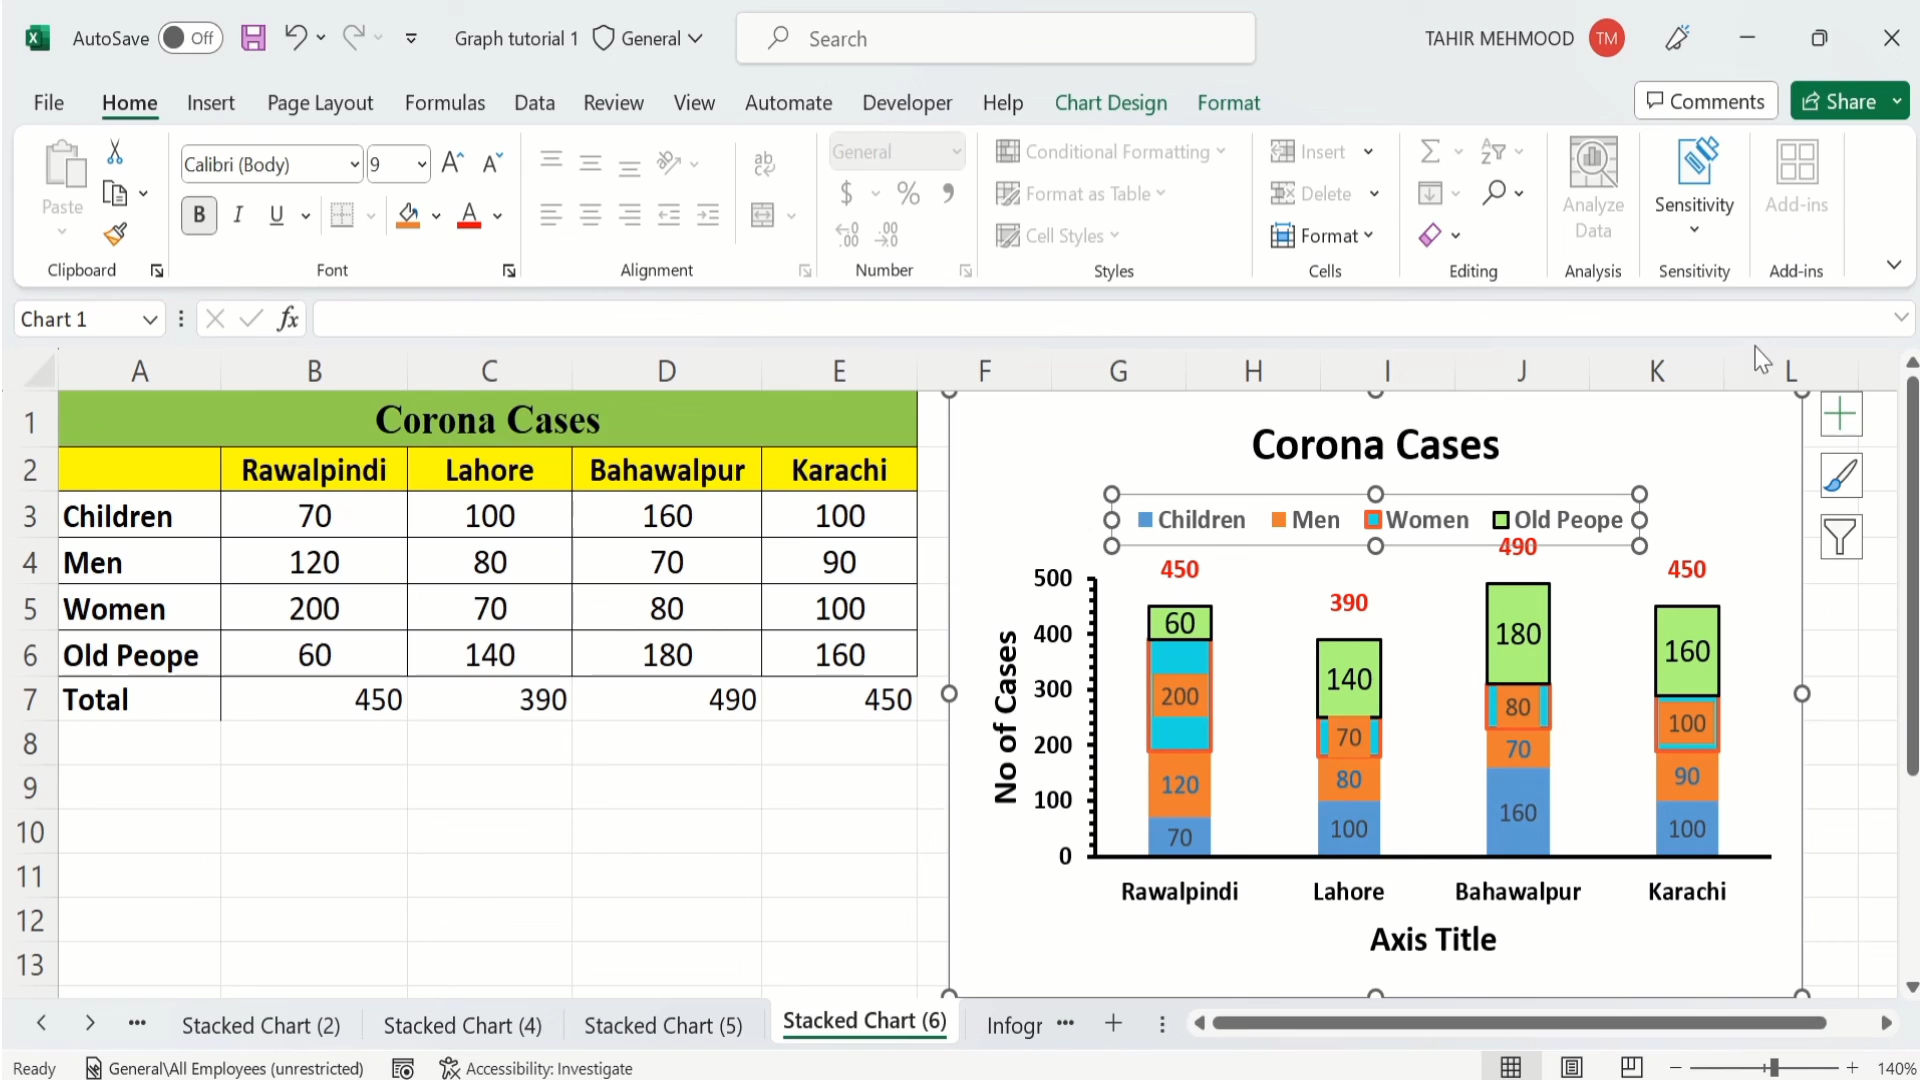 AutoSave Off Graph tutorial 1 General Search TAHIR MEHMOOD TM
File Home Insert Page Layout Formulas Data Review View Automate Developer Help Chart Design Format Comments Share
Paste
Calibri (Body) 9
B I U
ab
General
$ % ,
Conditional Formatting
Format as Table
Cell Styles
Insert
Delete
Format
Analyze
Data
Sensitivity
Add-ins
Clipboard Font Alignment Number Styles Cells Editing Analysis Sensitivity Add-ins
Chart 1 fx
A B C D E F G H I J K L
1 Corona Cases
2 Rawalpindi Lahore Bahawalpur Karachi
3 Children 70 100 160 100
4 Men 120 80 70 90
5 Women 200 70 80 100
6 Old Peope 60 140 180 160
7 Total 450 390 490 450
8
9
10
11
12
13
Corona Cases
Children Men Women Old Peope
450 390 490 450
No of Cases
500
400
300
200
100
0
60 140 180 160
200 70 80 100
120 80 70 90
70 100 160 100
Rawalpindi Lahore Bahawalpur Karachi
Axis Title
Stacked Chart (2) Stacked Chart (4) Stacked Chart (5) Stacked Chart (6) Infogr
Ready General\All Employees (unrestricted) Accessibility: Investigate 140%